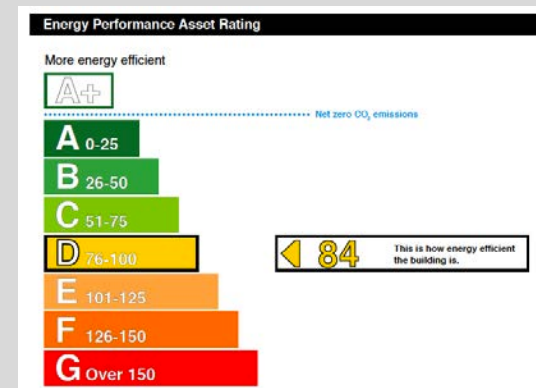 Energy Performance Asset Rating
More energy efficient
A+
Net zero CO₂ emissions
A 0-25
B 26-50
C 51-75
D 76-100
84
This is how energy efficient
the building is.
E 101-125
F 126-150
G Over 150